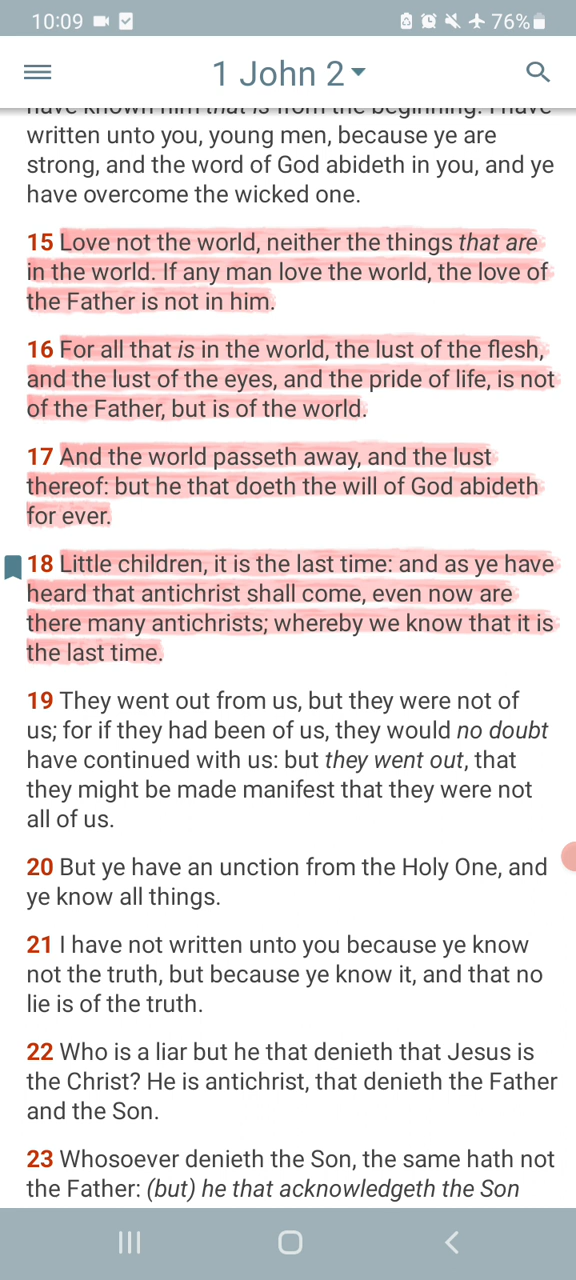 10:09
76%
1 John 2
have known him that is from the beginning. I have
written unto you, young men, because ye are
strong, and the word of God abideth in you, and ye
have overcome the wicked one.
15 Love not the world, neither the things that are
in the world. If any man love the world, the love of
the Father is not in him.
16 For all that is in the world, the lust of the flesh,
and the lust of the eyes, and the pride of life, is not
of the Father, but is of the world.
17 And the world passeth away, and the lust
thereof: but he that doeth the will of God abideth
for ever.
18 Little children, it is the last time: and as ye have
heard that antichrist shall come, even now are
there many antichrists; whereby we know that it is
the last time.
19 They went out from us, but they were not of
us; for if they had been of us, they would no doubt
have continued with us: but they went out, that
they might be made manifest that they were not
all of us.
20 But ye have an unction from the Holy One, and
ye know all things.
21 I have not written unto you because ye know
not the truth, but because ye know it, and that no
lie is of the truth.
22 Who is a liar but he that denieth that Jesus is
the Christ? He is antichrist, that denieth the Father
and the Son.
23 Whosoever denieth the Son, the same hath not
the Father: (but) he that acknowledgeth the Son